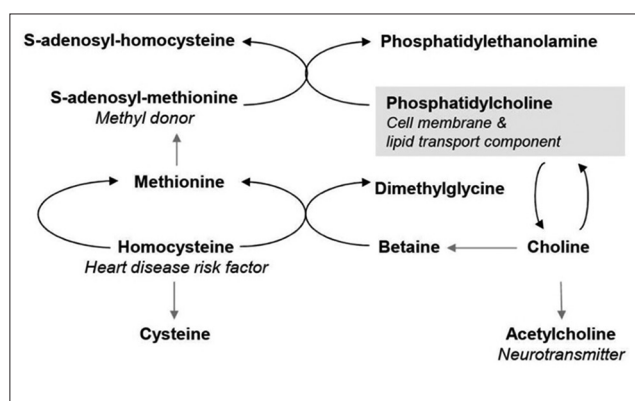 S-adenosyl-homocysteine
Phosphatidylethanolamine
S-adenosyl-methionine
Methyl donor
Phosphatidylcholine
Cell membrane &
lipid transport component
Methionine
Dimethylglycine
Homocysteine
Heart disease risk factor
Betaine
Choline
Cysteine
Acetylcholine
Neurotransmitter